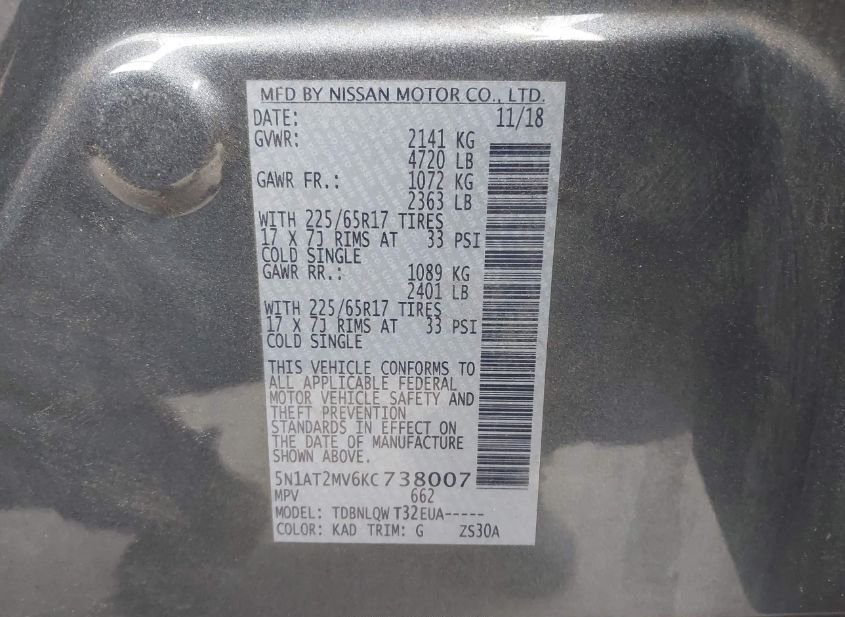 MFD BY NISSAN MOTOR CO., LTD.
DATE: 11/18
GVWR: 2141 KG
4720 LB
GAWR FR.: 1072 KG
2363 LB
WITH 225/65R17 TIRES
17 X 7J RIMS AT 33 PSI
COLD SINGLE
GAWR RR.: 1089 KG
2401 LB
WITH 225/65R17 TIRES
17 X 7J RIMS AT 33 PSI
COLD SINGLE
THIS VEHICLE CONFORMS TO
ALL APPLICABLE FEDERAL
MOTOR VEHICLE SAFETY AND
THEFT PREVENTION
STANDARDS IN EFFECT ON
THE DATE OF MANUFACTURE
SHOWN ABOVE.
5N1AT2MV6KC738007
MPV 662
MODEL: TDBNLQW T32EUA-----
COLOR: KAD TRIM: G ZS30A